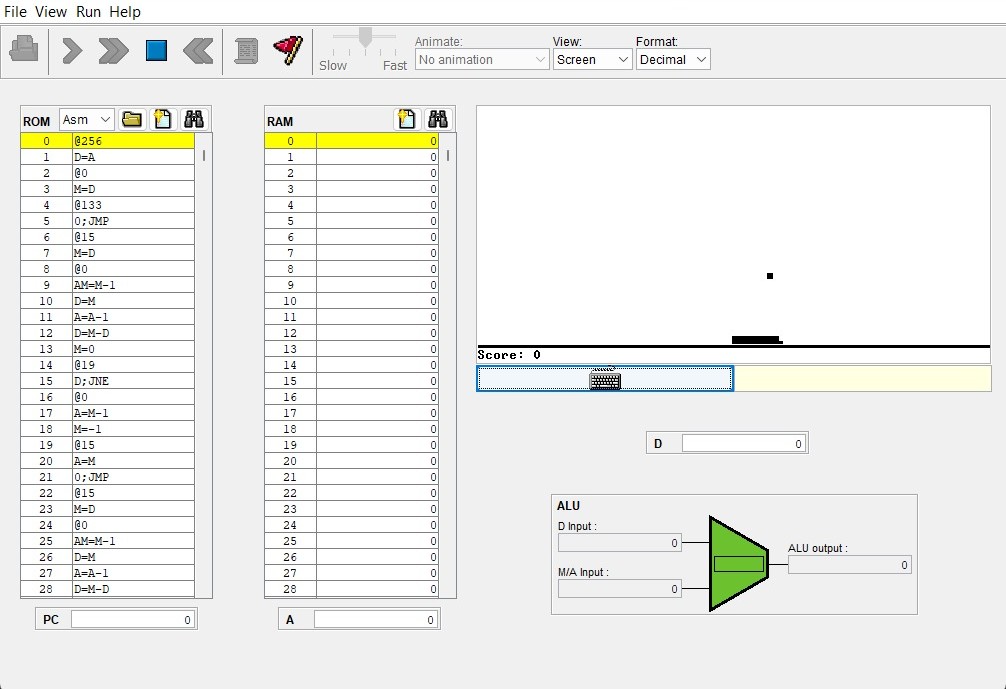 File View Run Help
Slow Fast
Animate:
No animation
View:
Screen
Format:
Decimal
ROM Asm
0 @256
1 D=A
2 @0
3 M=D
4 @133
5 0;JMP
6 @15
7 M=D
8 @0
9 AM=M-1
10 D=M
11 A=A-1
12 D=M-D
13 M=0
14 @19
15 D;JNE
16 @0
17 A=M-1
18 M=-1
19 @15
20 A=M
21 0;JMP
22 @15
23 M=D
24 @0
25 AM=M-1
26 D=M
27 A=A-1
28 D=M-D
PC 0
RAM
0 0
1 0
2 0
3 0
4 0
5 0
6 0
7 0
8 0
9 0
10 0
11 0
12 0
13 0
14 0
15 0
16 0
17 0
18 0
19 0
20 0
21 0
22 0
23 0
24 0
25 0
26 0
27 0
28 0
A 0
Score: 0
D 0
ALU
D Input :
0
M/A Input :
0
ALU output :
0